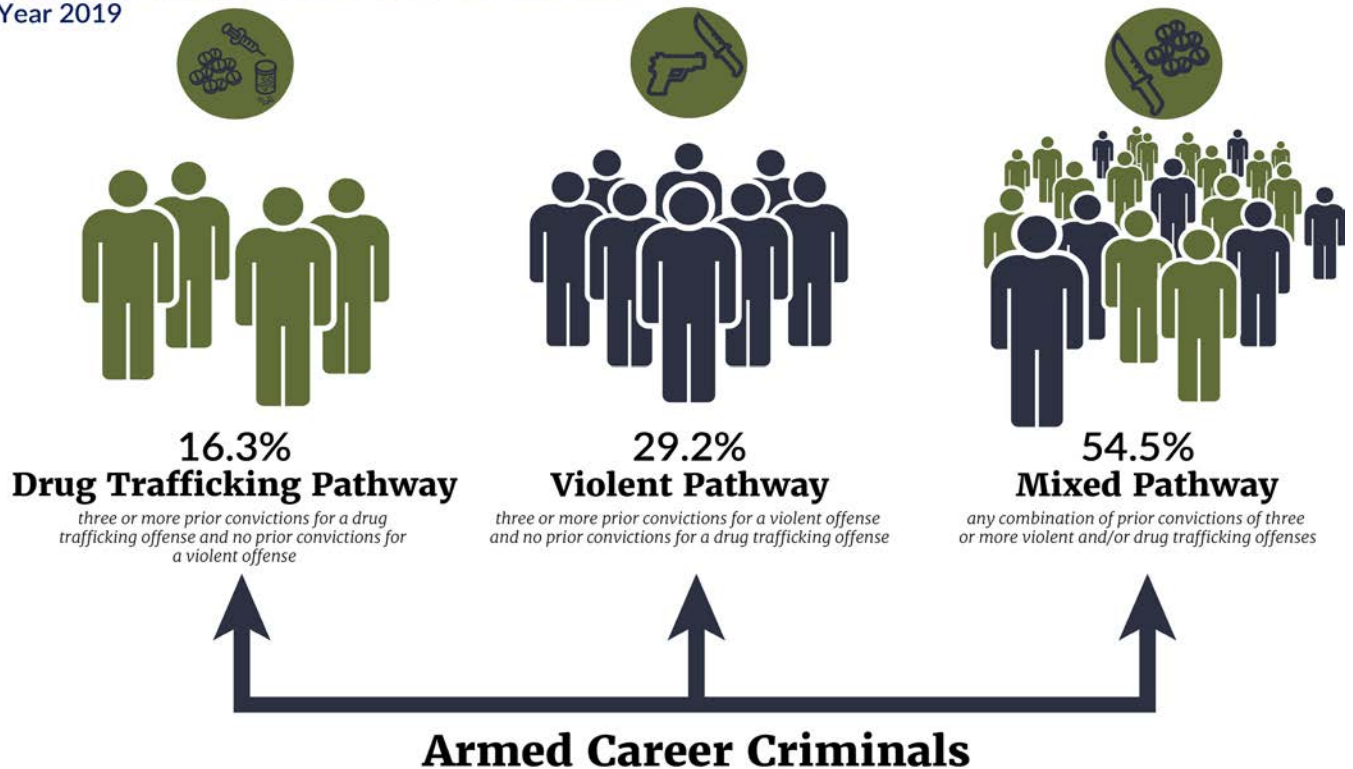 Year 2019
16.3%
Drug Trafficking Pathway
three or more prior convictions for a drug
trafficking offense and no prior convictions for
a violent offense
29.2%
Violent Pathway
three or more prior convictions for a violent offense
and no prior convictions for a drug trafficking offense
54.5%
Mixed Pathway
any combination of prior convictions of three
or more violent and/or drug trafficking offenses
Armed Career Criminals